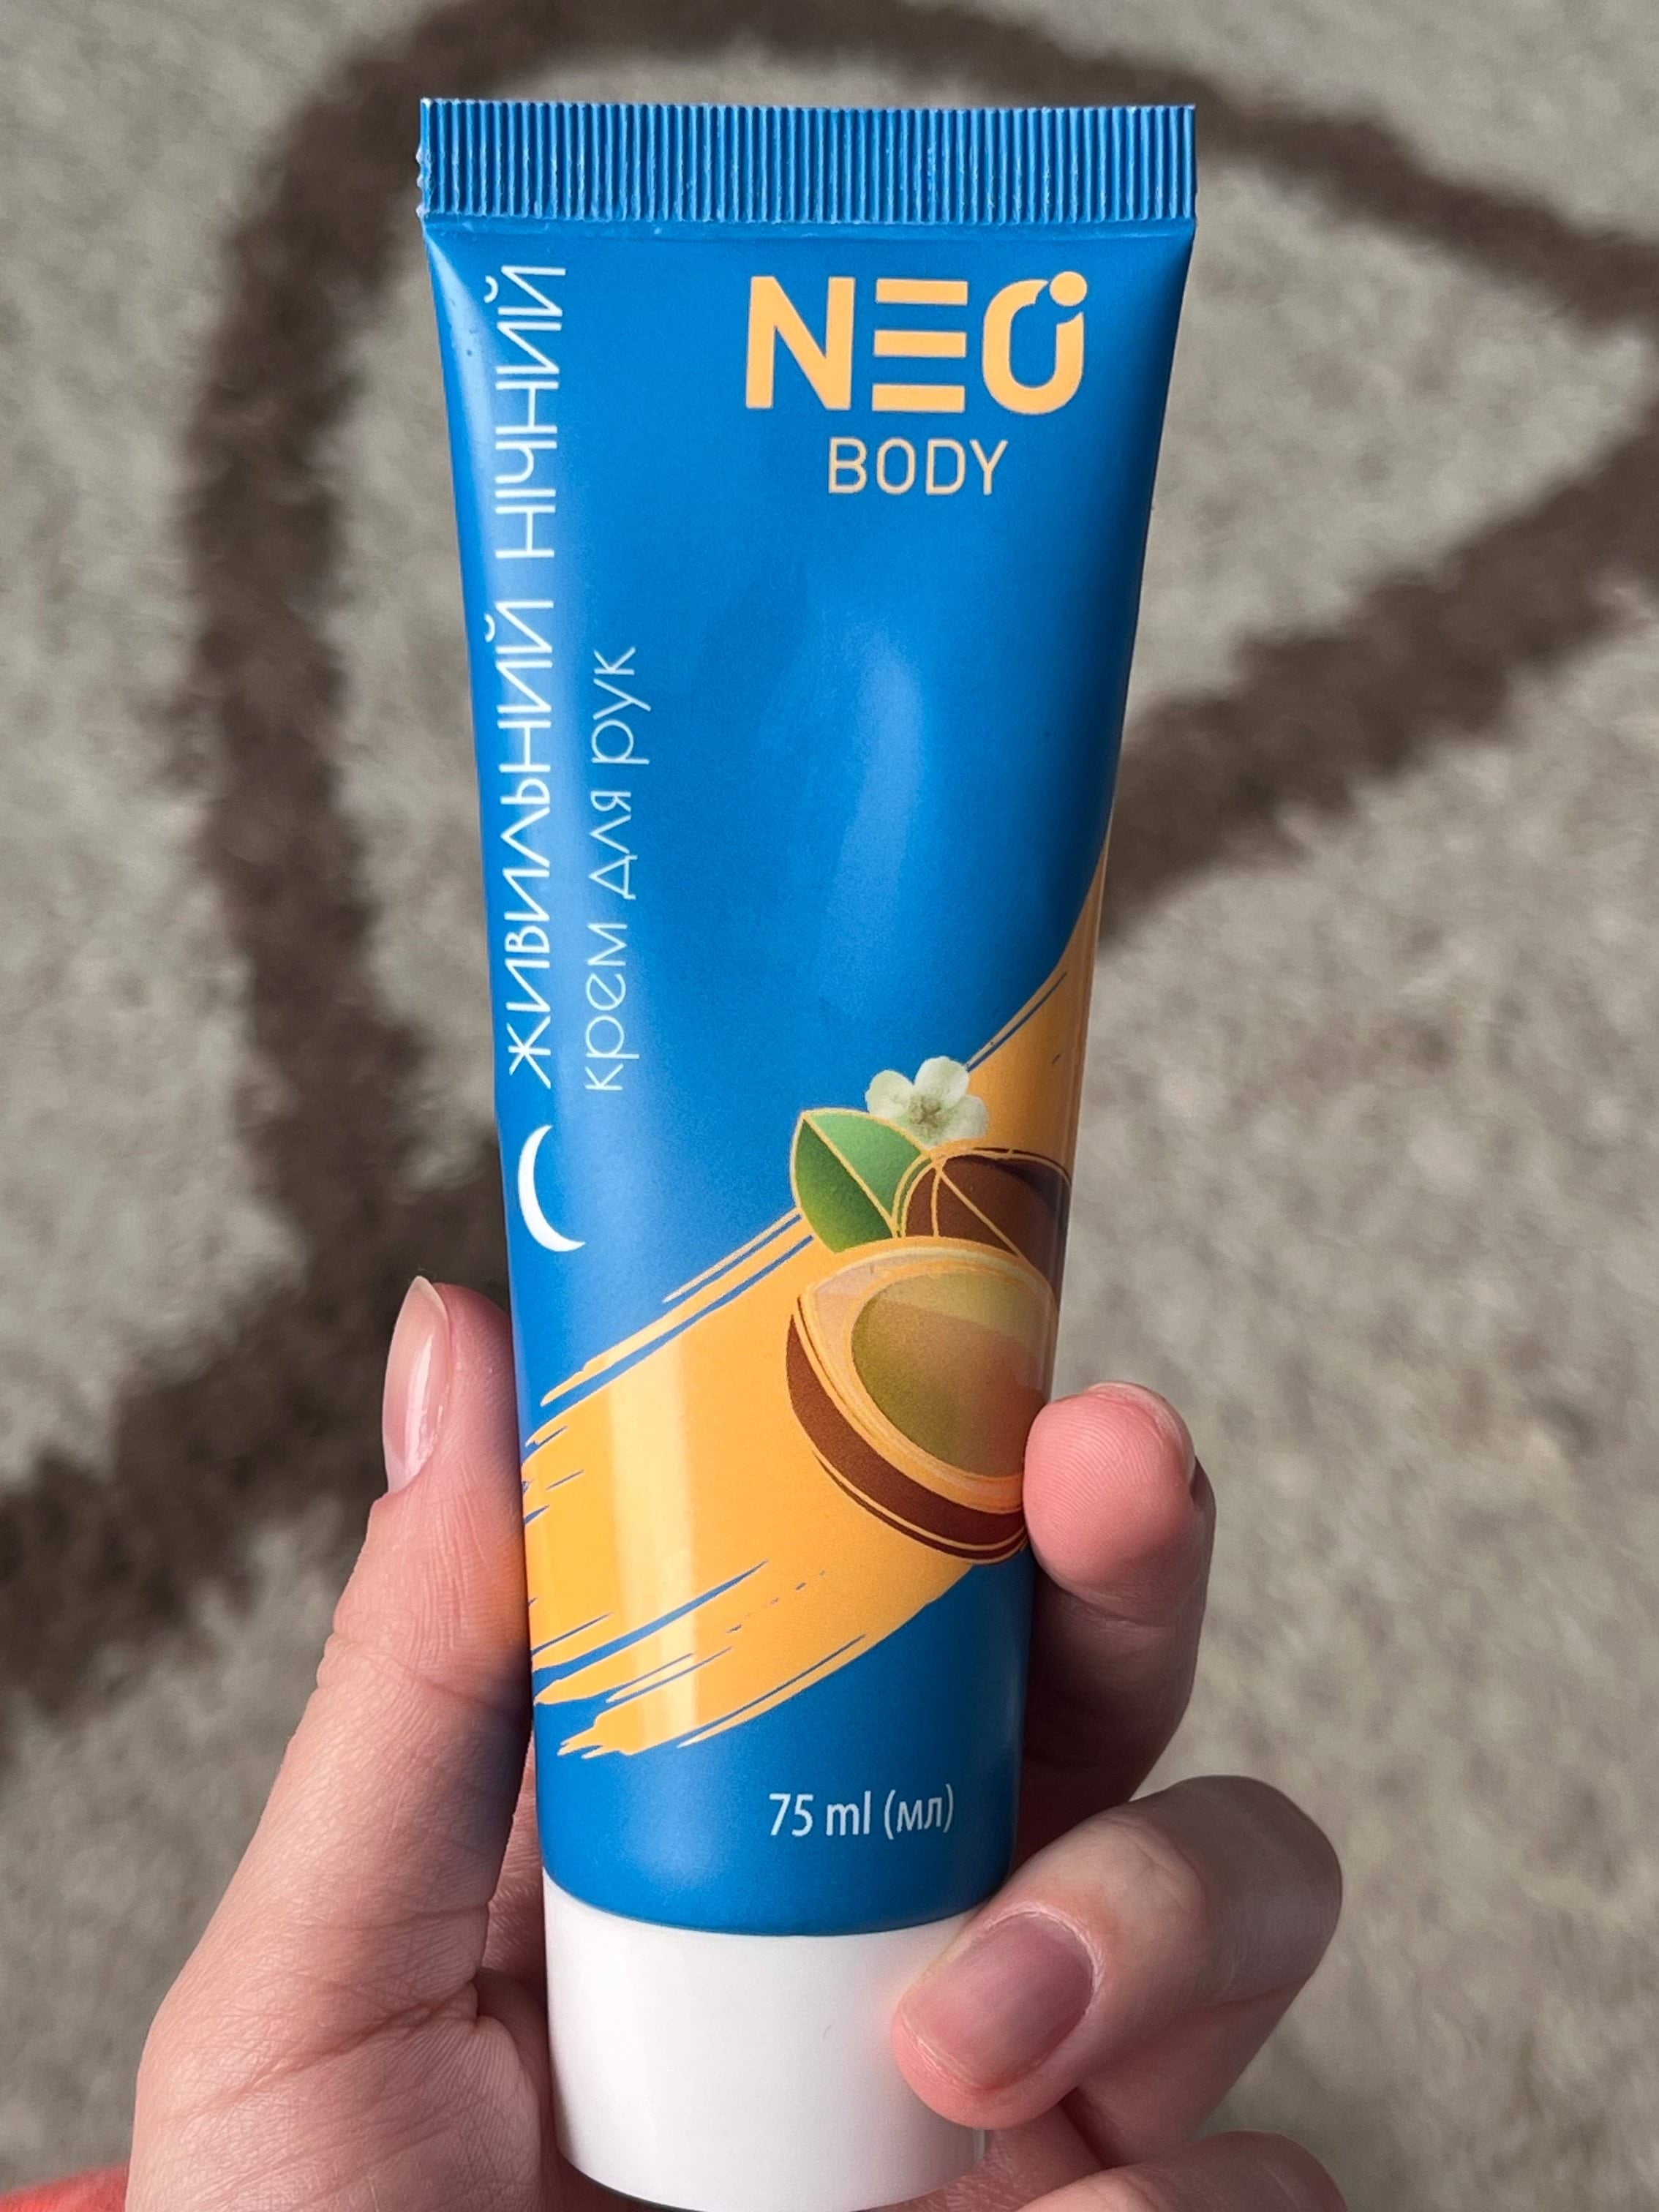 NEO
BODY
ЖИВИЛЬНИЙ НІЧНИЙ
крем для рук
75 ml (мл)